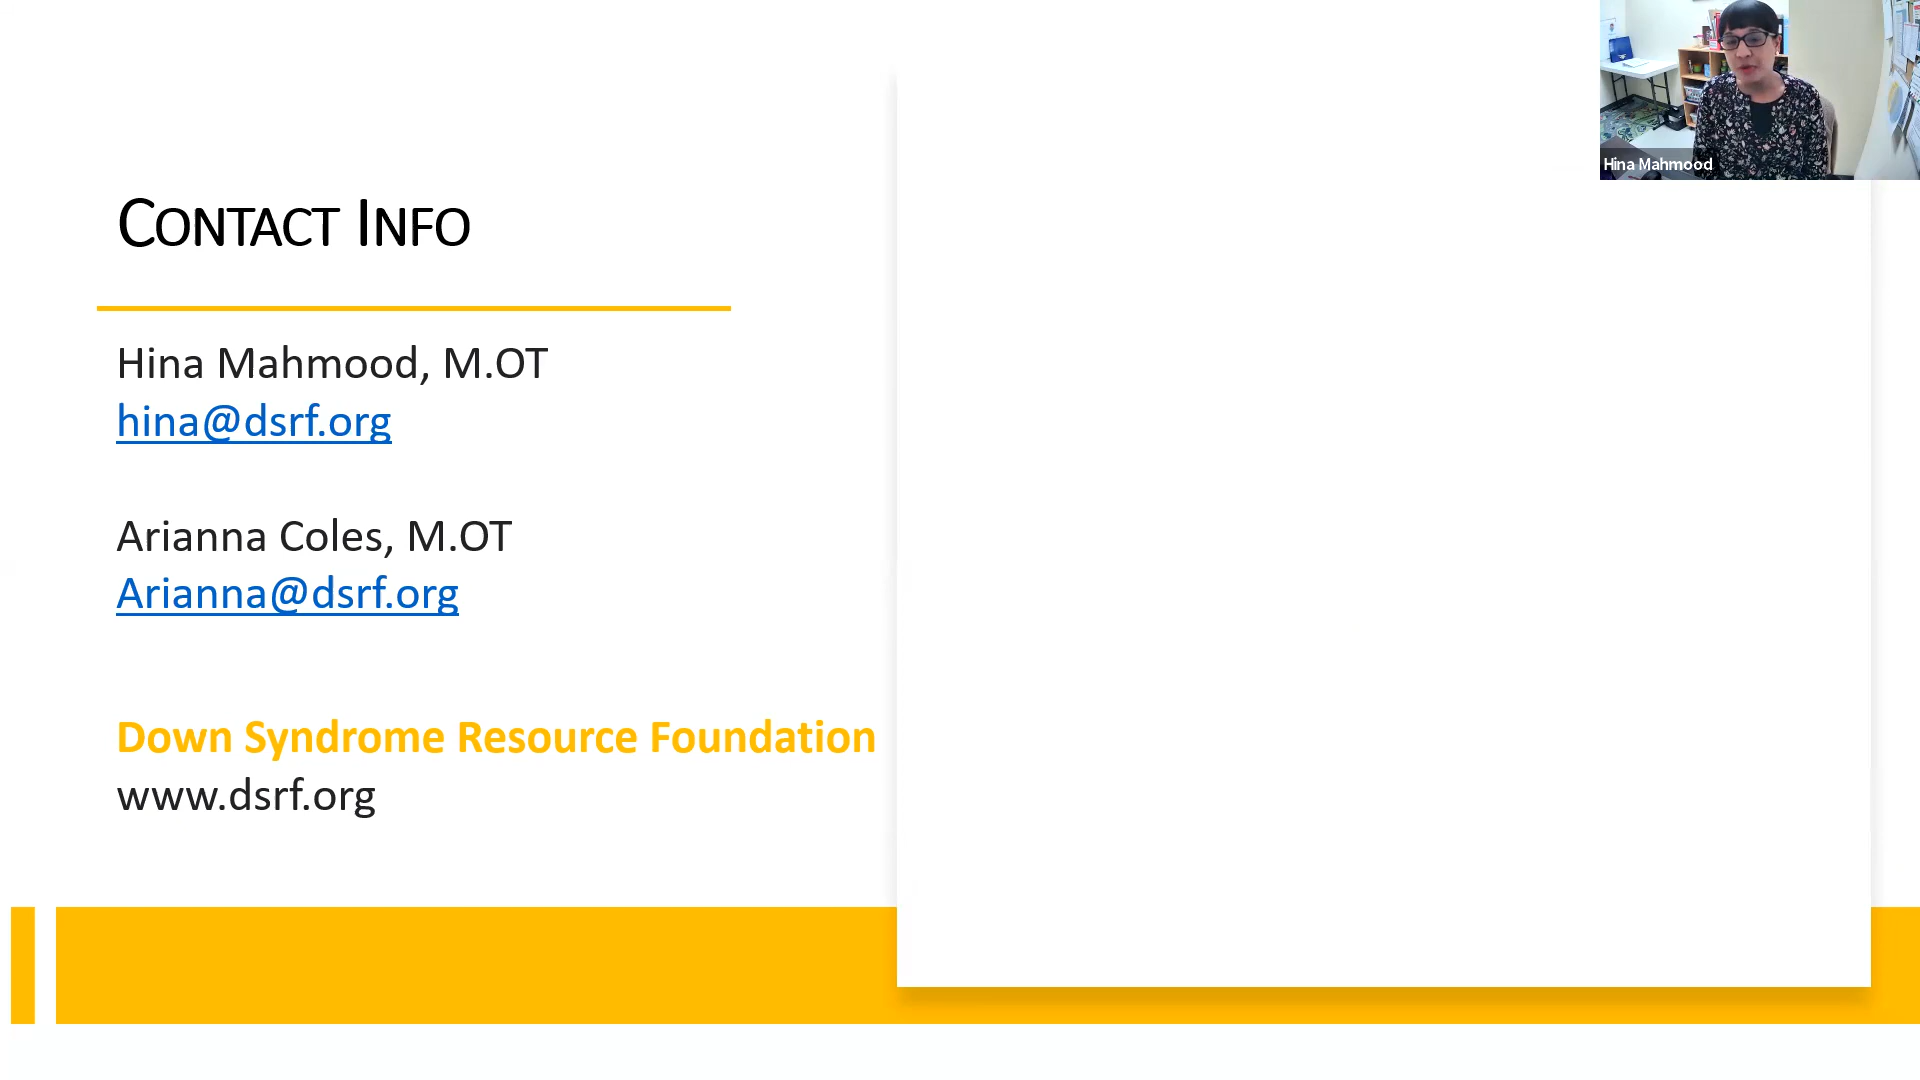 Contact Info
Hina Mahmood, M.OT
hina@dsrf.org
Arianna Coles, M.OT
Arianna@dsrf.org
Down Syndrome Resource Foundation
www.dsrf.org
Hina Mahmood